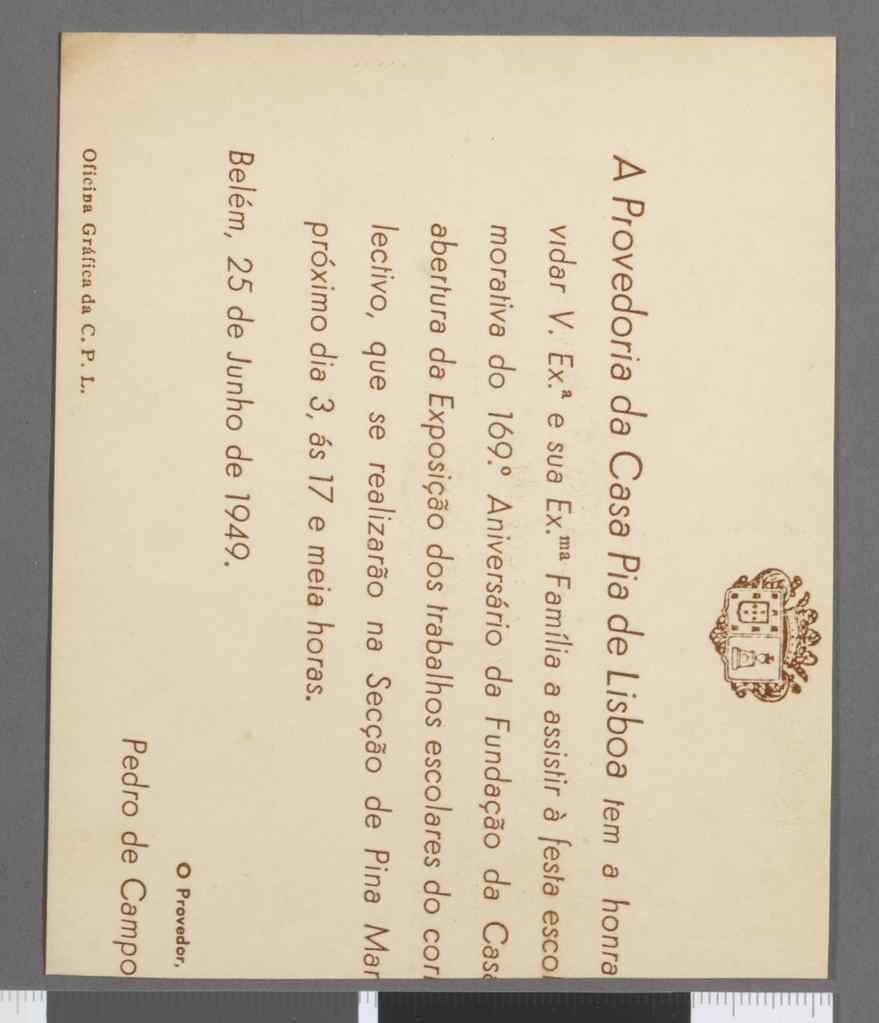 A Provedoria da Casa Pia de Lisboa tem a honra
vidar V. Ex.ª e sua Ex.ᵐᵃ Família a assistir à festa escol
morativa do 169.º Aniversário da Fundação da Casa
abertura da Exposição dos trabalhos escolares do corr
lectivo, que se realizarão na Secção de Pina Mar
próximo dia 3, ás 17 e meia horas.
Belém, 25 de Junho de 1949.
O Provedor,
Pedro de Campo
Oficina Gráfica da C. P. L.